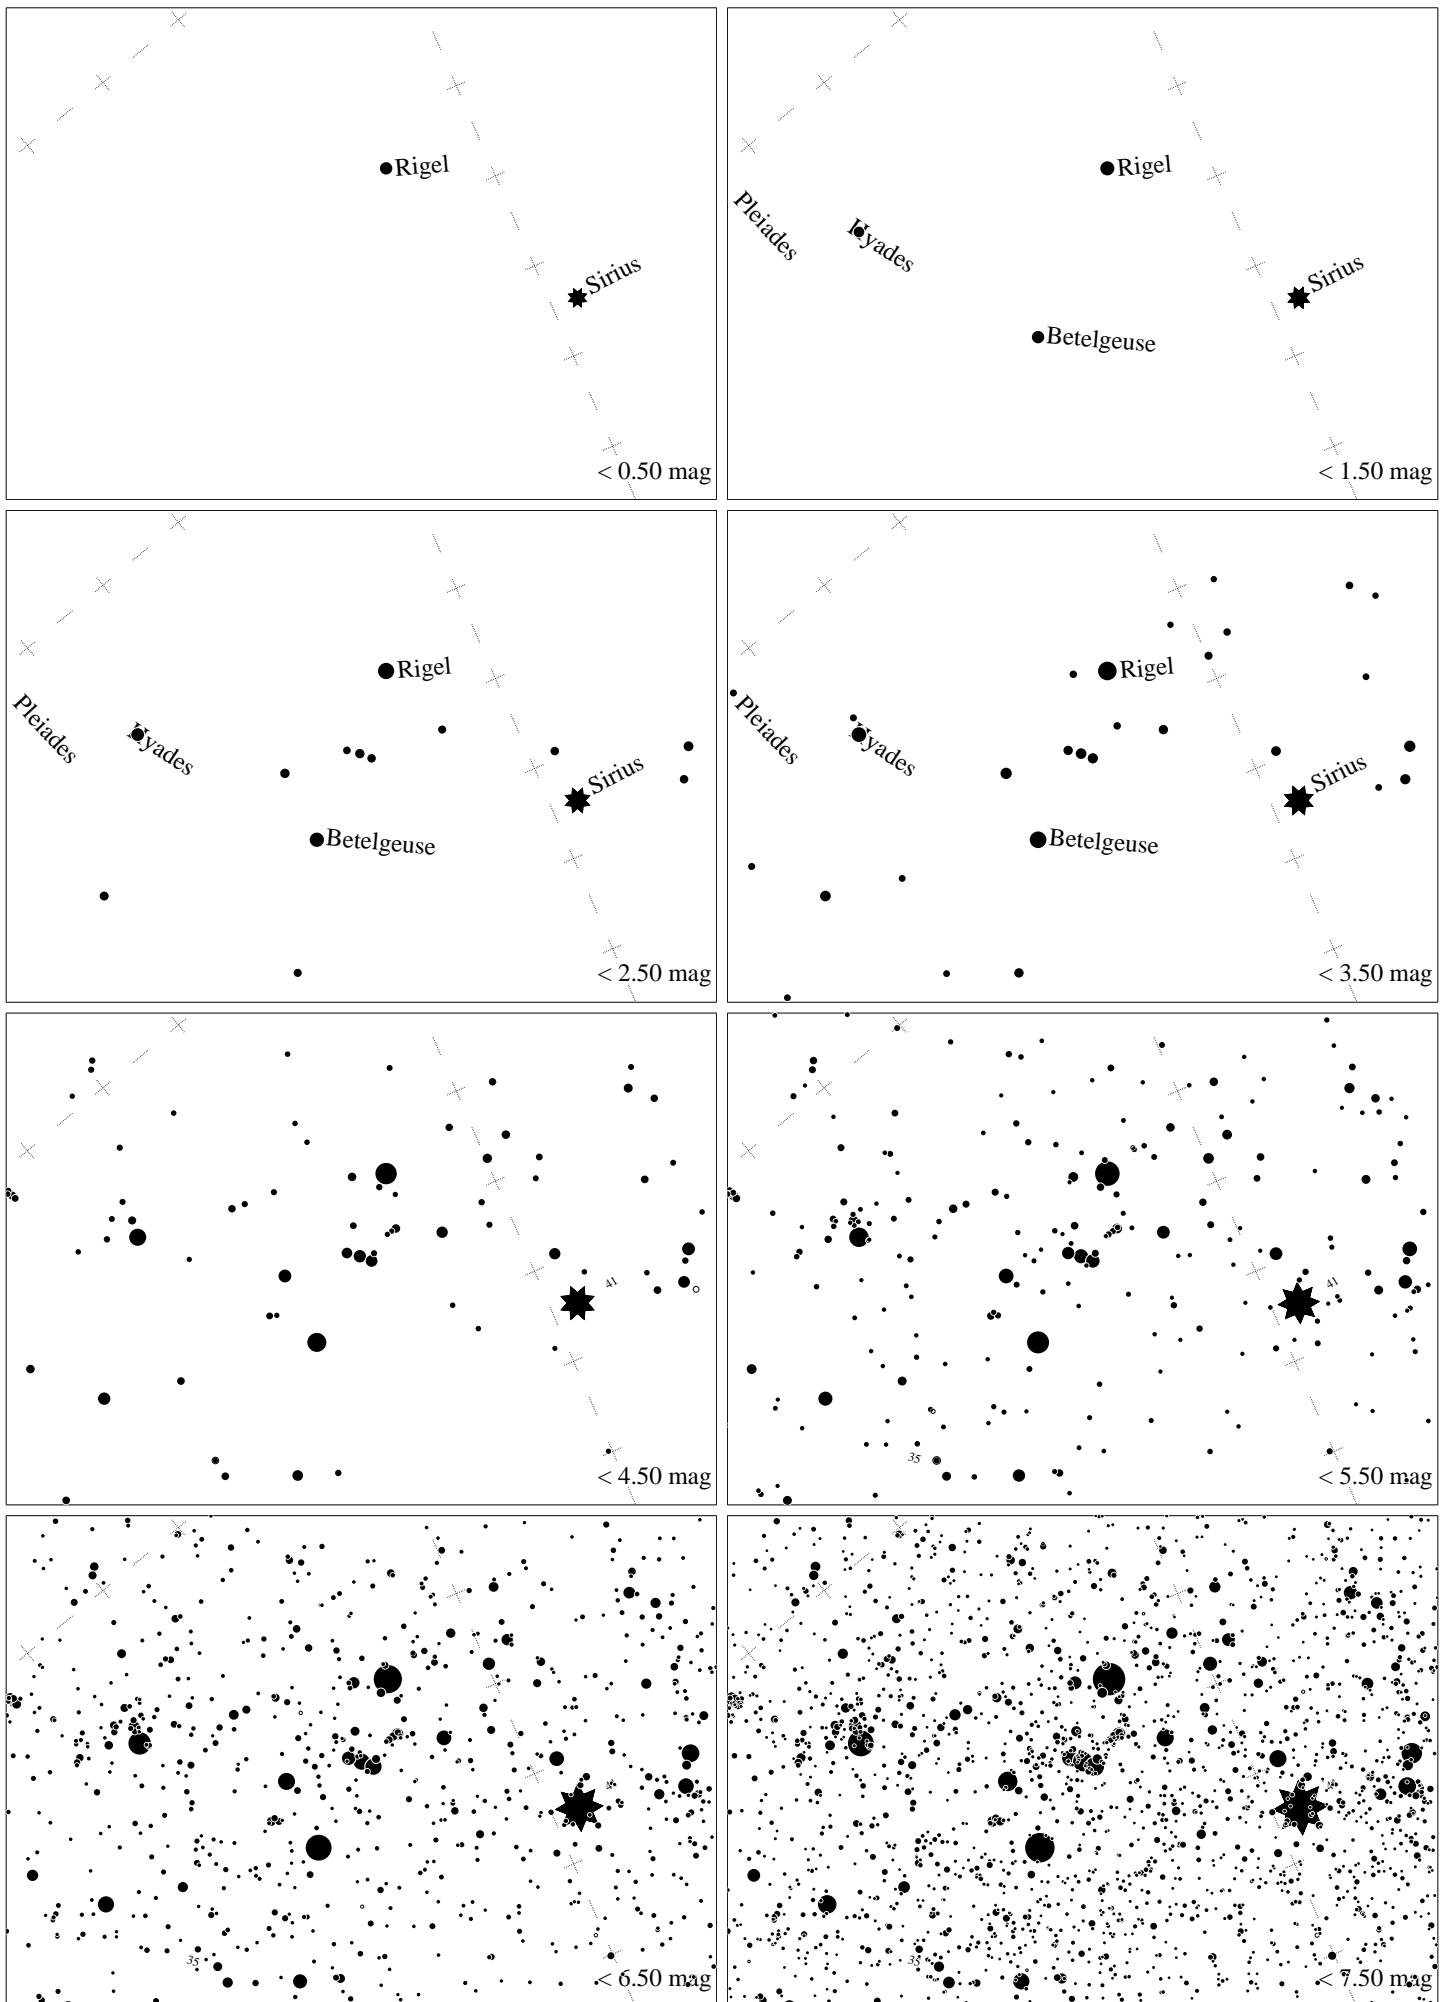 Rigel
Sirius
< 0.50 mag
Rigel
Pleiades
Hyades
Sirius
Betelgeuse
< 1.50 mag
Rigel
Pleiades
Hyades
Sirius
Betelgeuse
< 2.50 mag
Rigel
Pleiades
Hyades
Sirius
Betelgeuse
< 3.50 mag
41
< 4.50 mag
41
35
< 5.50 mag
41
35
< 6.50 mag
35
< 7.50 mag